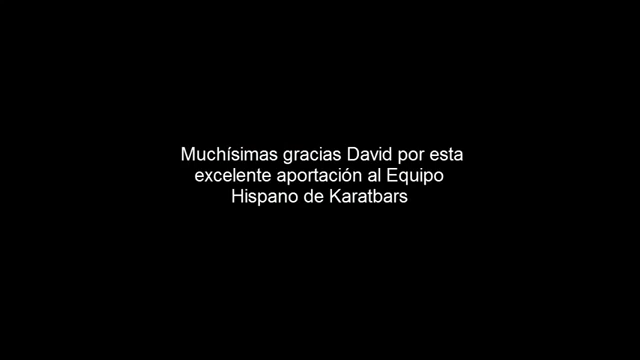 Muchísimas gracias David por esta
excelente aportación al Equipo
Hispano de Karatbars